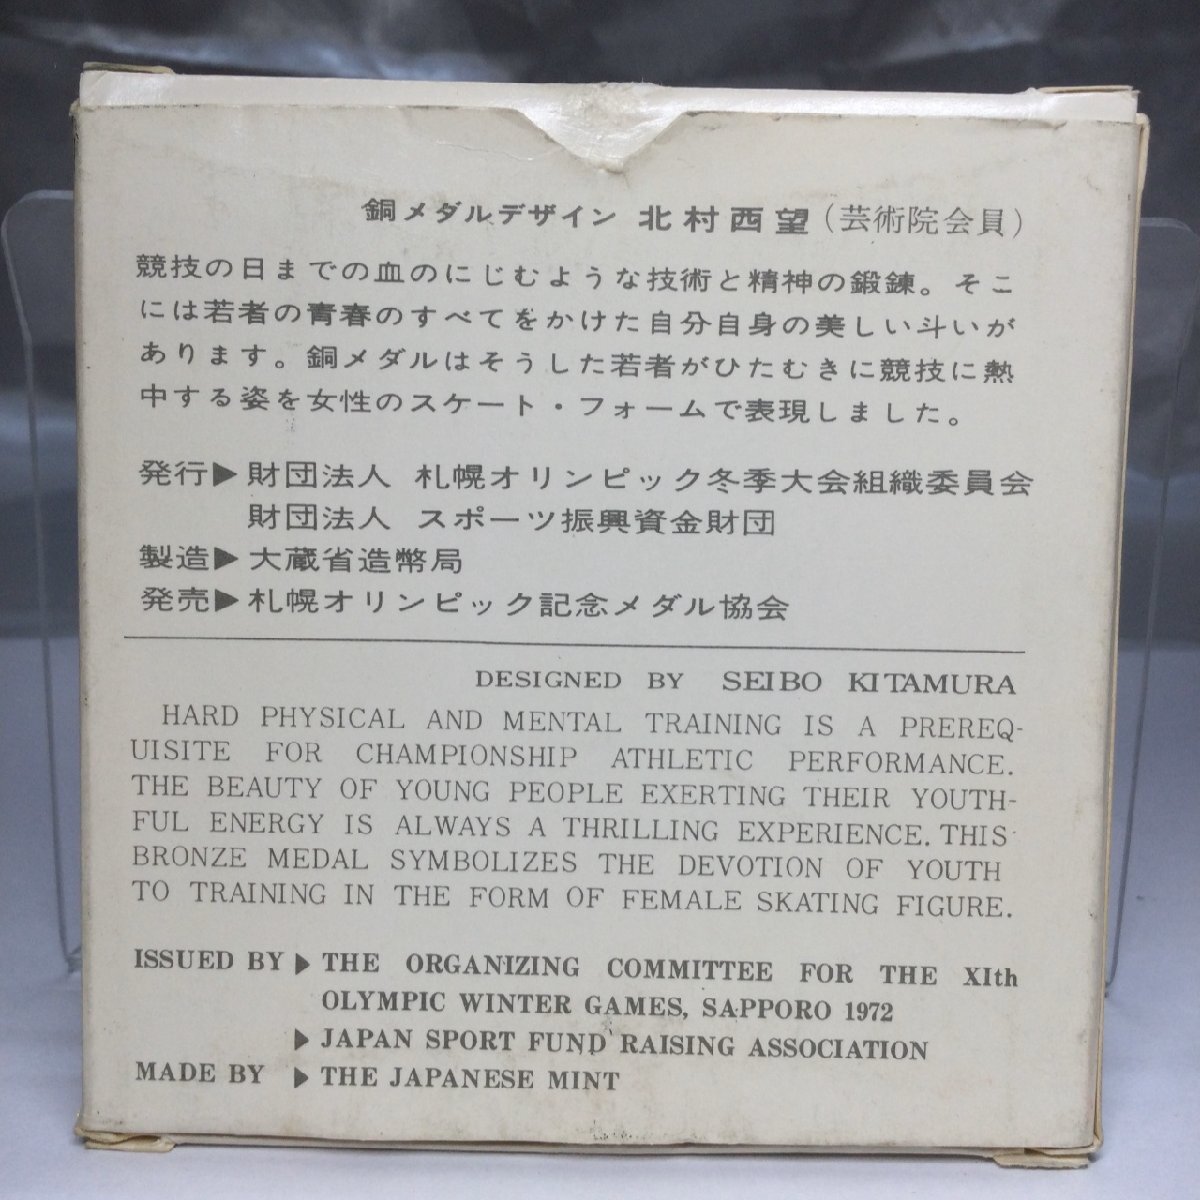 銅メダルデザイン 北村西望（芸術院会員）
競技の日までの血のにじむような技術と精神の鍛錬。そこ
には若者の青春のすべてをかけた自分自身の美しい斗いが
あります。銅メダルはそうした若者がひたむきに競技に熱
中する姿を女性のスケート・フォームで表現しました。
発行▶財団法人 札幌オリンピック冬季大会組織委員会
財団法人 スポーツ振興資金財団
製造▶大蔵省造幣局
発売▶札幌オリンピック記念メダル協会
DESIGNED BY SEIBO KITAMURA
HARD PHYSICAL AND MENTAL TRAINING IS A PREREQ-
UISITE FOR CHAMPIONSHIP ATHLETIC PERFORMANCE.
THE BEAUTY OF YOUNG PEOPLE EXERTING THEIR YOUTH-
FUL ENERGY IS ALWAYS A THRILLING EXPERIENCE. THIS
BRONZE MEDAL SYMBOLIZES THE DEVOTION OF YOUTH
TO TRAINING IN THE FORM OF FEMALE SKATING FIGURE.
ISSUED BY ▶ THE ORGANIZING COMMITTEE FOR THE XIth
OLYMPIC WINTER GAMES, SAPPORO 1972
▶ JAPAN SPORT FUND RAISING ASSOCIATION
MADE BY ▶ THE JAPANESE MINT